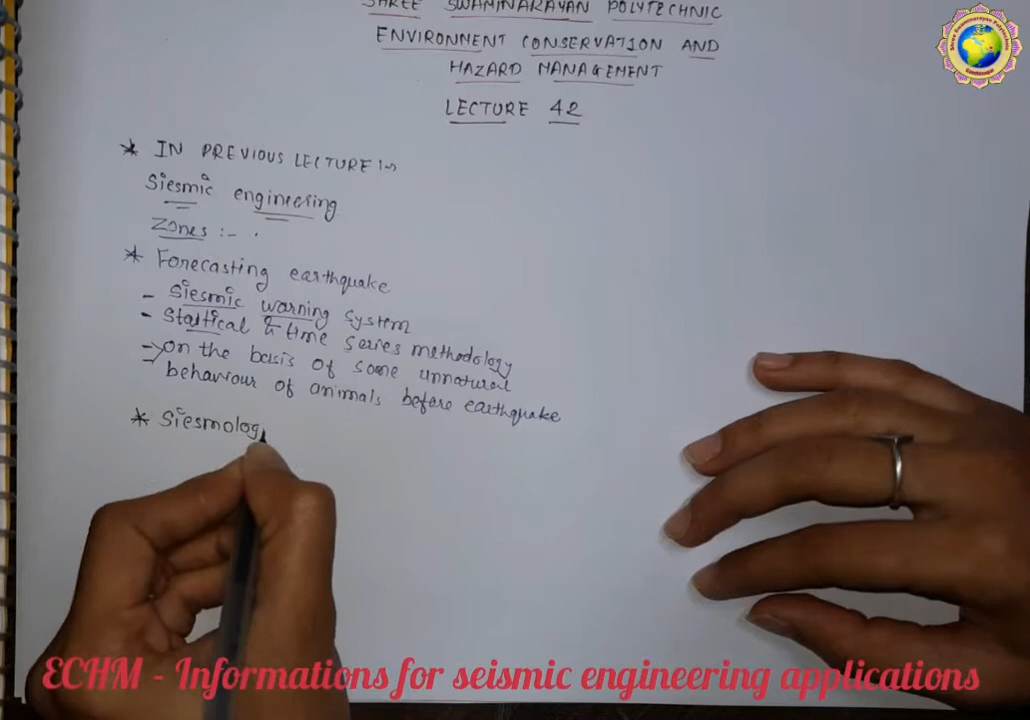 SHREE SWAMINARAYAN POLYTECHNIC
ENVIRONMENT CONSERVATION AND
HAZARD MANAGEMENT
LECTURE 42
* IN PREVIOUS LECTURE :→
Siesmic engineering
Zones :-
* Forecasting earthquake
- Siesmic warning system
- Stastical & time series methodology
→ on the basis of some unnatural
behaviour of animals before earthquake
* Siesmolog
ECHM - Informations for seismic engineering applications